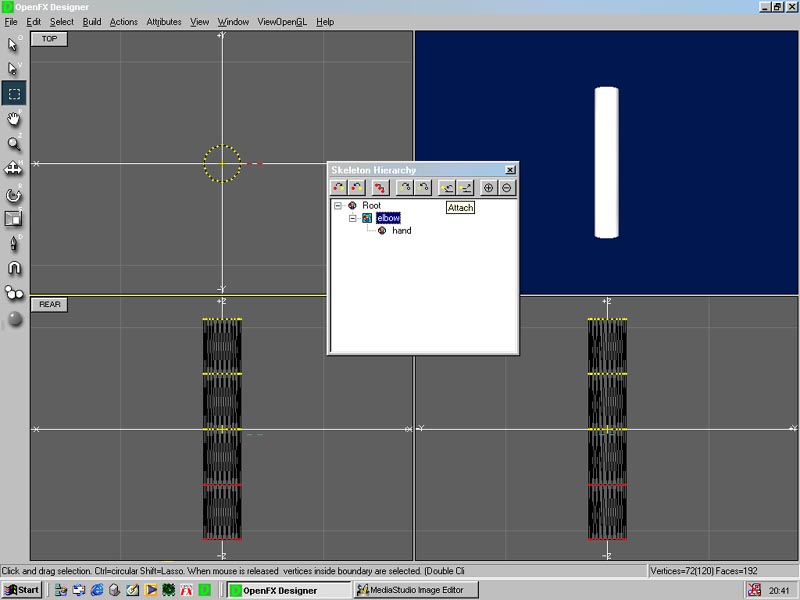 OpenFX Designer
File Edit Select Build Actions Attributes View Window ViewOpenGL Help
TOP
+Y
X
-Y
Skeleton Hierarchy
Root
elbow
hand
Attach
REAR
+Z
+Z
X
X
-Y
+Y
-Z
-Z
Click and drag selection. Ctrl=circular Shift=Lasso. When mouse is released vertices inside boundary are selected. (Double Cli
Vertices=72(120) Faces=192
Start
OpenFX Designer
MediaStudio Image Editor
20:41